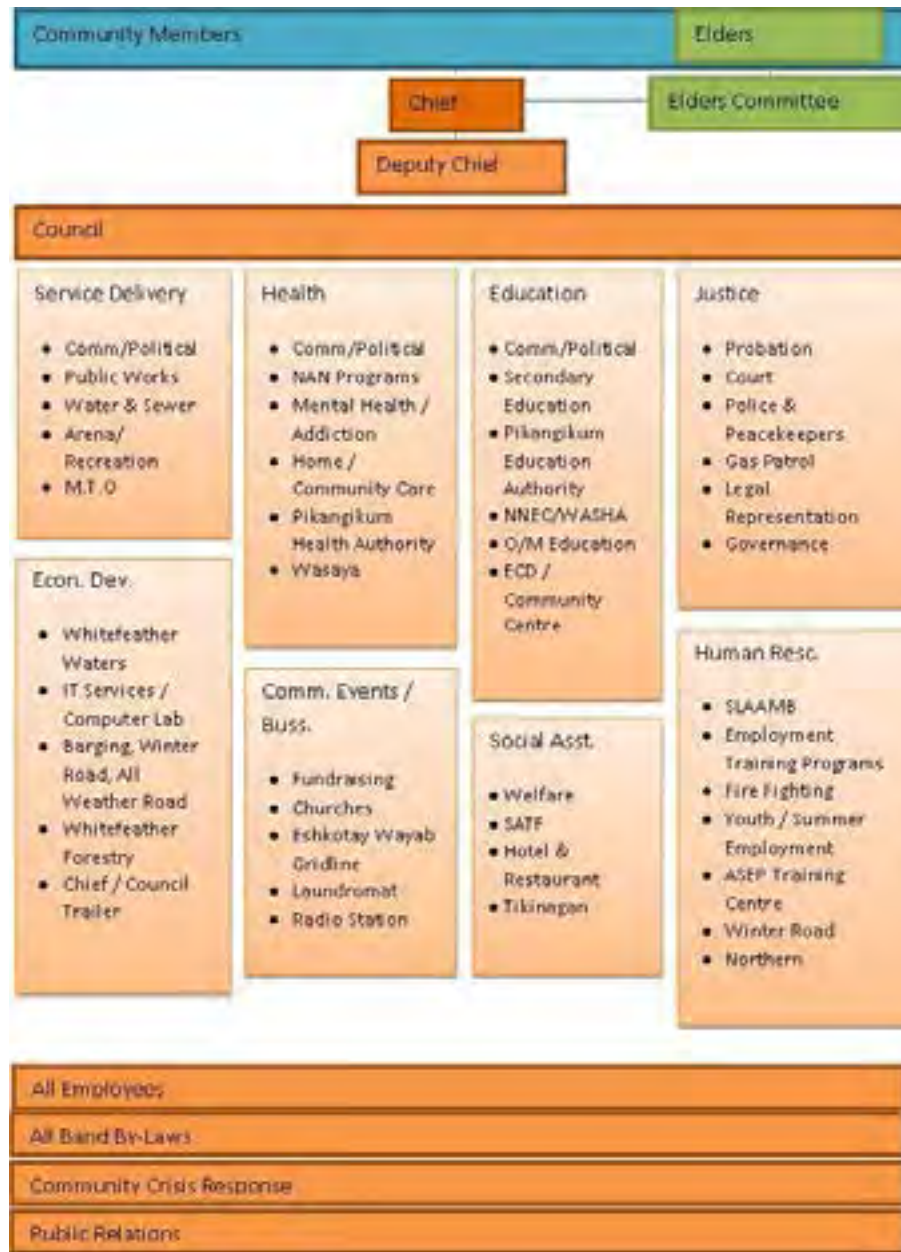 Community Members
Elders
Chief
Elders Committee
Deputy Chief
Council
Service Delivery
• Comm/Political
• Public Works
• Water & Sewer
• Arena/
Recreation
• M.T.O
Health
• Comm/Political
• NAN Programs
• Mental Health /
Addiction
• Home /
Community Care
• Pikangikum
Health Authority
• Wasaya
Education
• Comm/Political
• Secondary
Education
• Pikangikum
Education
Authority
• NNEC/WASHA
• O/M Education
• ECD /
Community
Centre
Justice
• Probation
• Court
• Police &
Peacekeepers
• Gas Patrol
• Legal
Representation
• Governance
Econ. Dev.
• Whitefeather
Waters
• IT Services /
Computer Lab
• Barging, Winter
Road, All
Weather Road
• Whitefeather
Forestry
• Chief / Council
Trailer
Comm. Events /
Buss.
• Fundraising
• Churches
• Eshkotay Wayab
Gridline
• Laundromat
• Radio Station
Social Asst.
• Welfare
• SATF
• Hotel &
Restaurant
• Tikinagan
Human Resc.
• SLAAMB
• Employment
Training Programs
• Fire Fighting
• Youth / Summer
Employment
• ASEP Training
Centre
• Winter Road
• Northern
All Employees
All Band By-Laws
Community Crisis Response
Public Relations